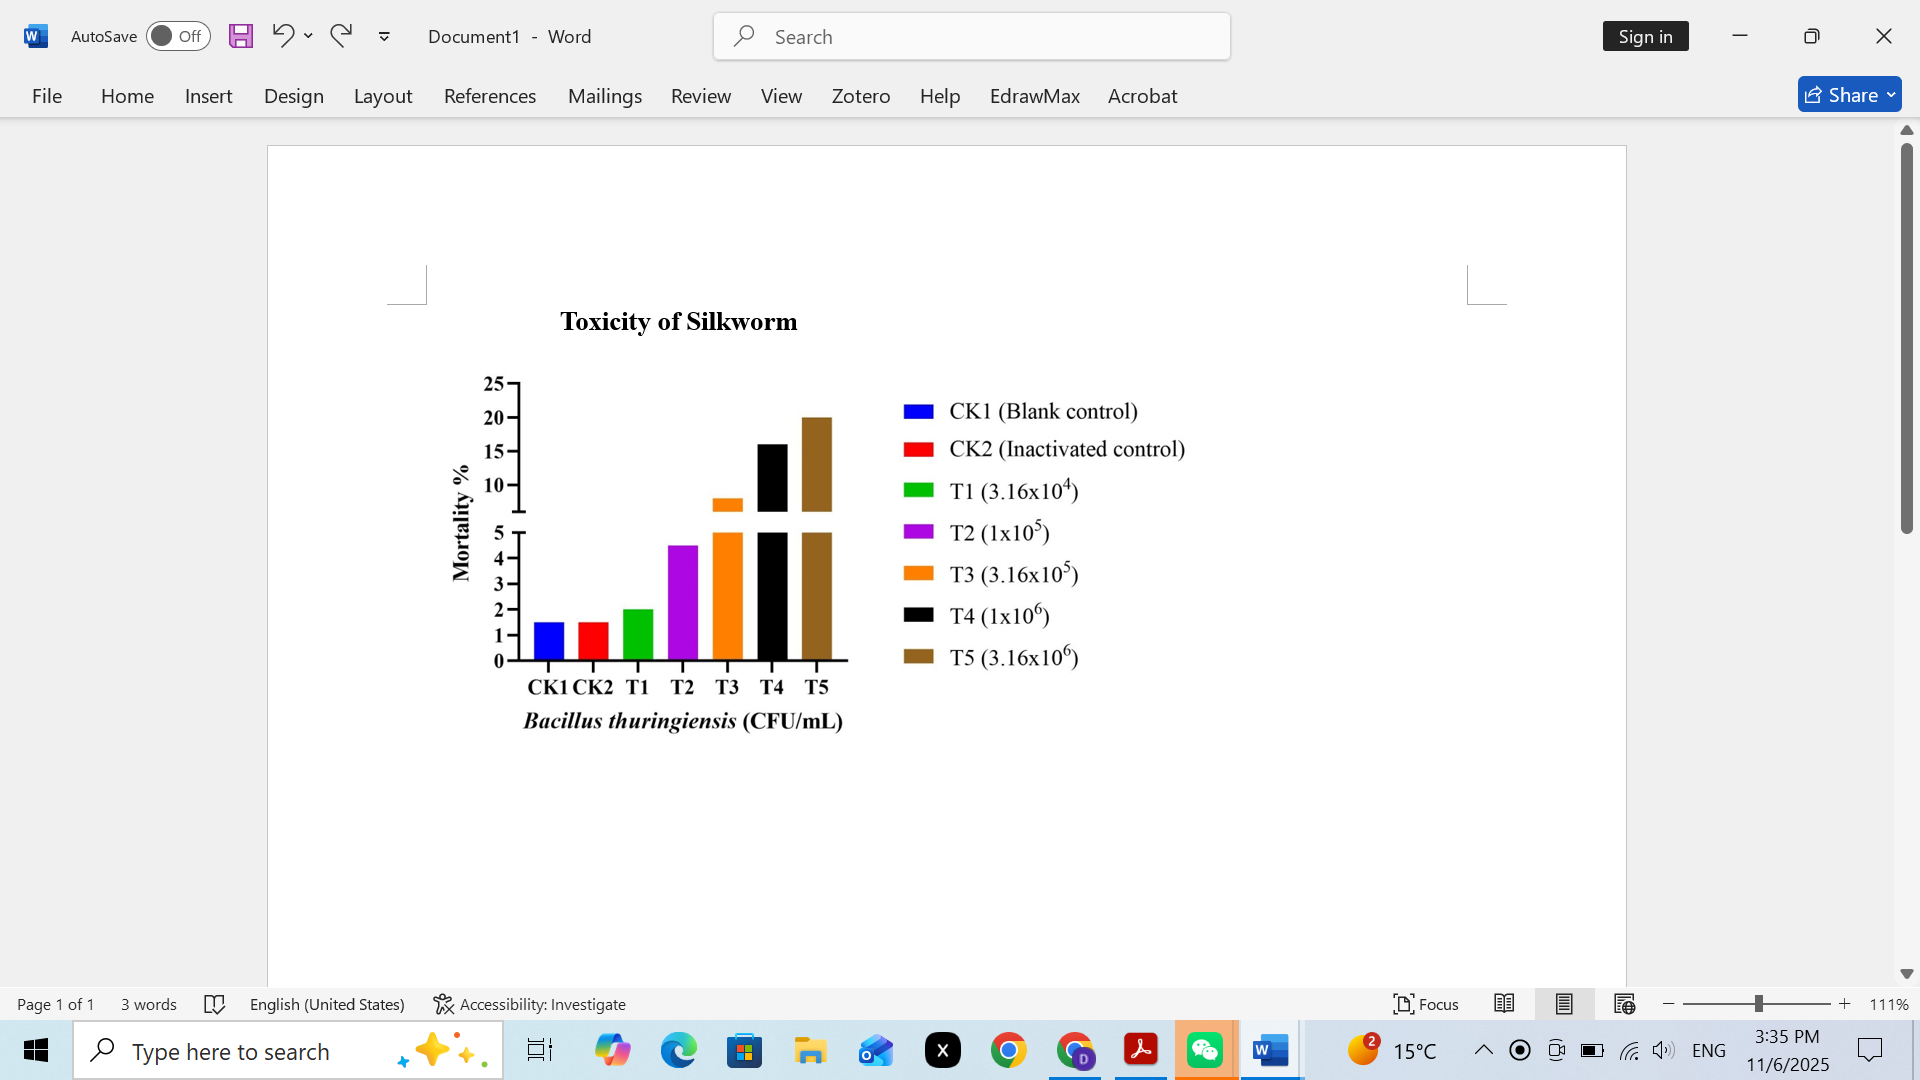 AutoSave Off Document1 - Word Search Sign in
File Home Insert Design Layout References Mailings Review View Zotero Help EdrawMax Acrobat Share
Toxicity of Silkworm
Mortality %
25
20
15
10
5
4
3
2
1
0
CK1 CK2 T1 T2 T3 T4 T5
Bacillus thuringiensis (CFU/mL)
CK1 (Blank control)
CK2 (Inactivated control)
T1 (3.16x10⁴)
T2 (1x10⁵)
T3 (3.16x10⁵)
T4 (1x10⁶)
T5 (3.16x10⁶)
Page 1 of 1 3 words English (United States) Accessibility: Investigate Focus 111%
Type here to search 2 15°C ENG 3:35 PM
11/6/2025